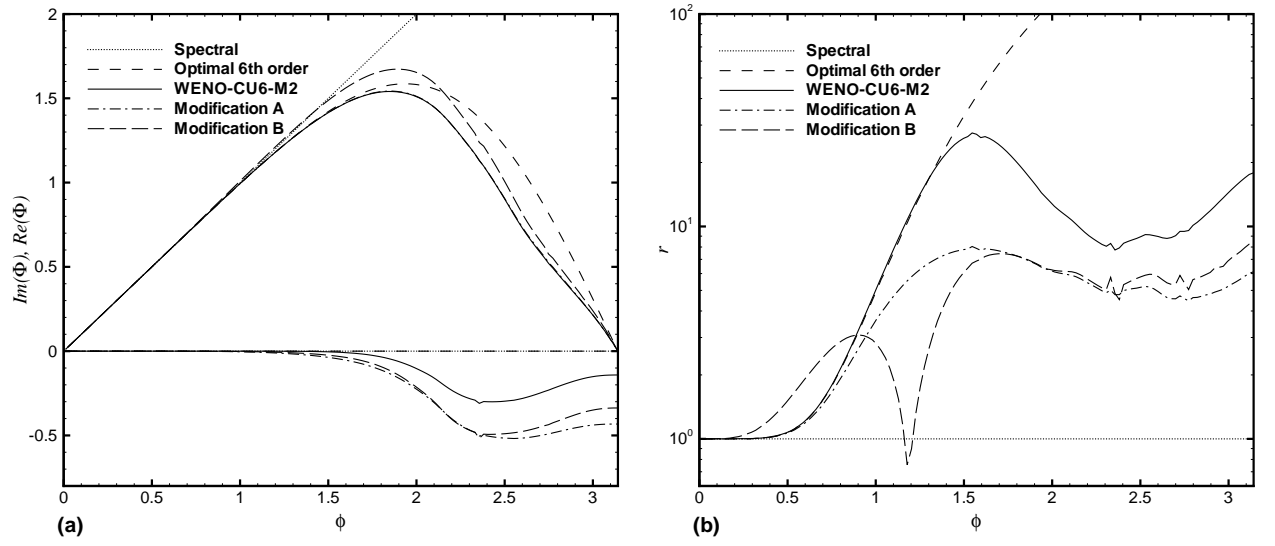 Im(Φ), Re(Φ)
2
1.5
1
0.5
0
-0.5
Spectral
Optimal 6th order
WENO-CU6-M2
Modification A
Modification B
0 0.5 1 1.5 2 2.5 3
ϕ
(a)
r
10²
10¹
10⁰
Spectral
Optimal 6th order
WENO-CU6-M2
Modification A
Modification B
0 0.5 1 1.5 2 2.5 3
ϕ
(b)